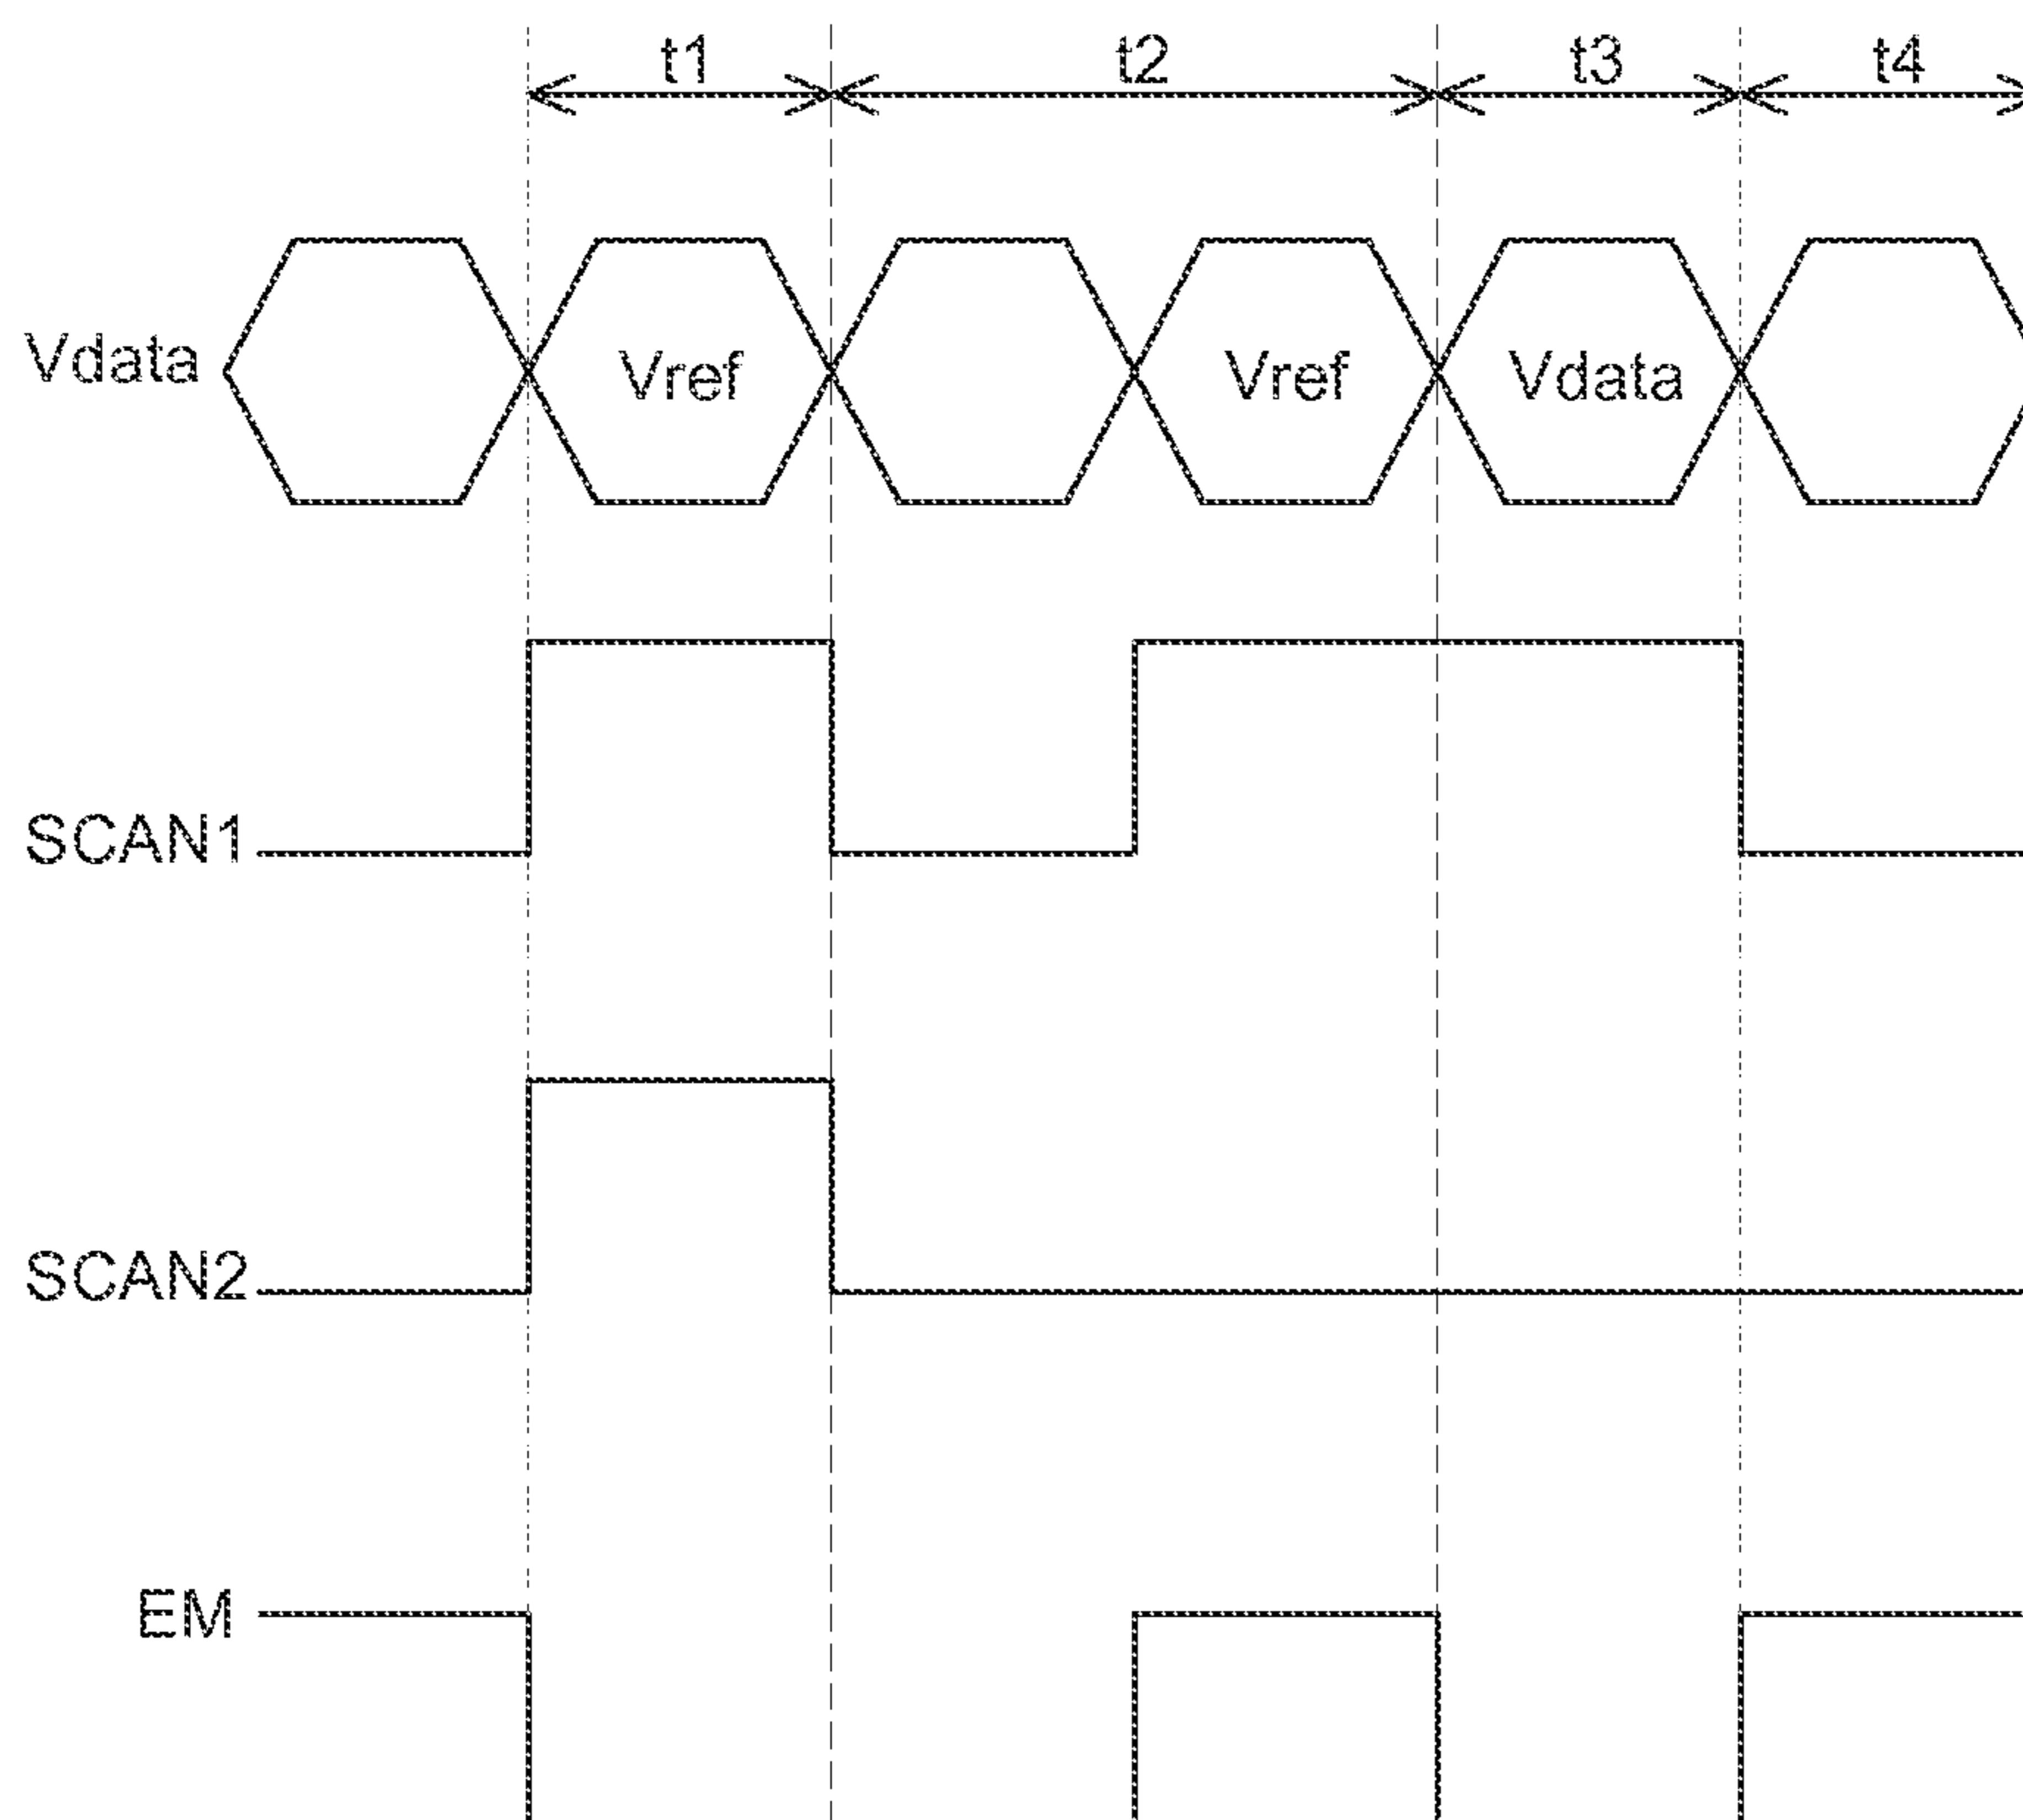 t1 t2 t3 t4
Vdata Vref Vref Vdata
SCAN1
SCAN2
EM